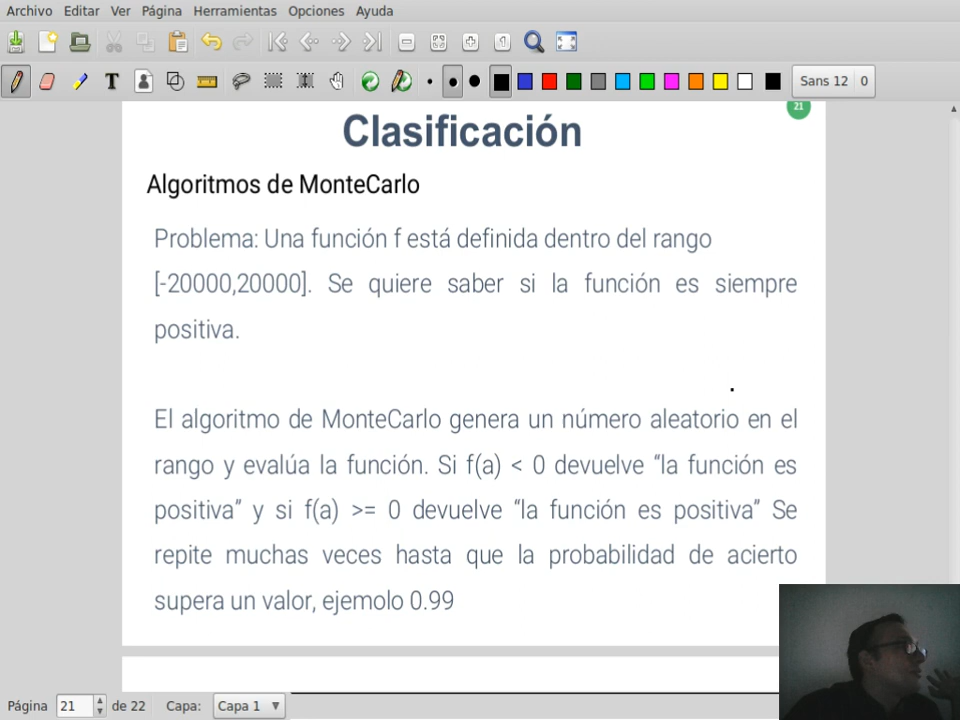 Archivo Editar Ver Página Herramientas Opciones Ayuda
T Sans 12 0
21
Clasificación
Algoritmos de MonteCarlo
Problema: Una función f está definida dentro del rango
[-20000,20000]. Se quiere saber si la función es siempre
positiva.
El algoritmo de MonteCarlo genera un número aleatorio en el
rango y evalúa la función. Si f(a) < 0 devuelve “la función es
positiva” y si f(a) >= 0 devuelve “la función es positiva” Se
repite muchas veces hasta que la probabilidad de acierto
supera un valor, ejemolo 0.99
Página 21 de 22 Capa: Capa 1